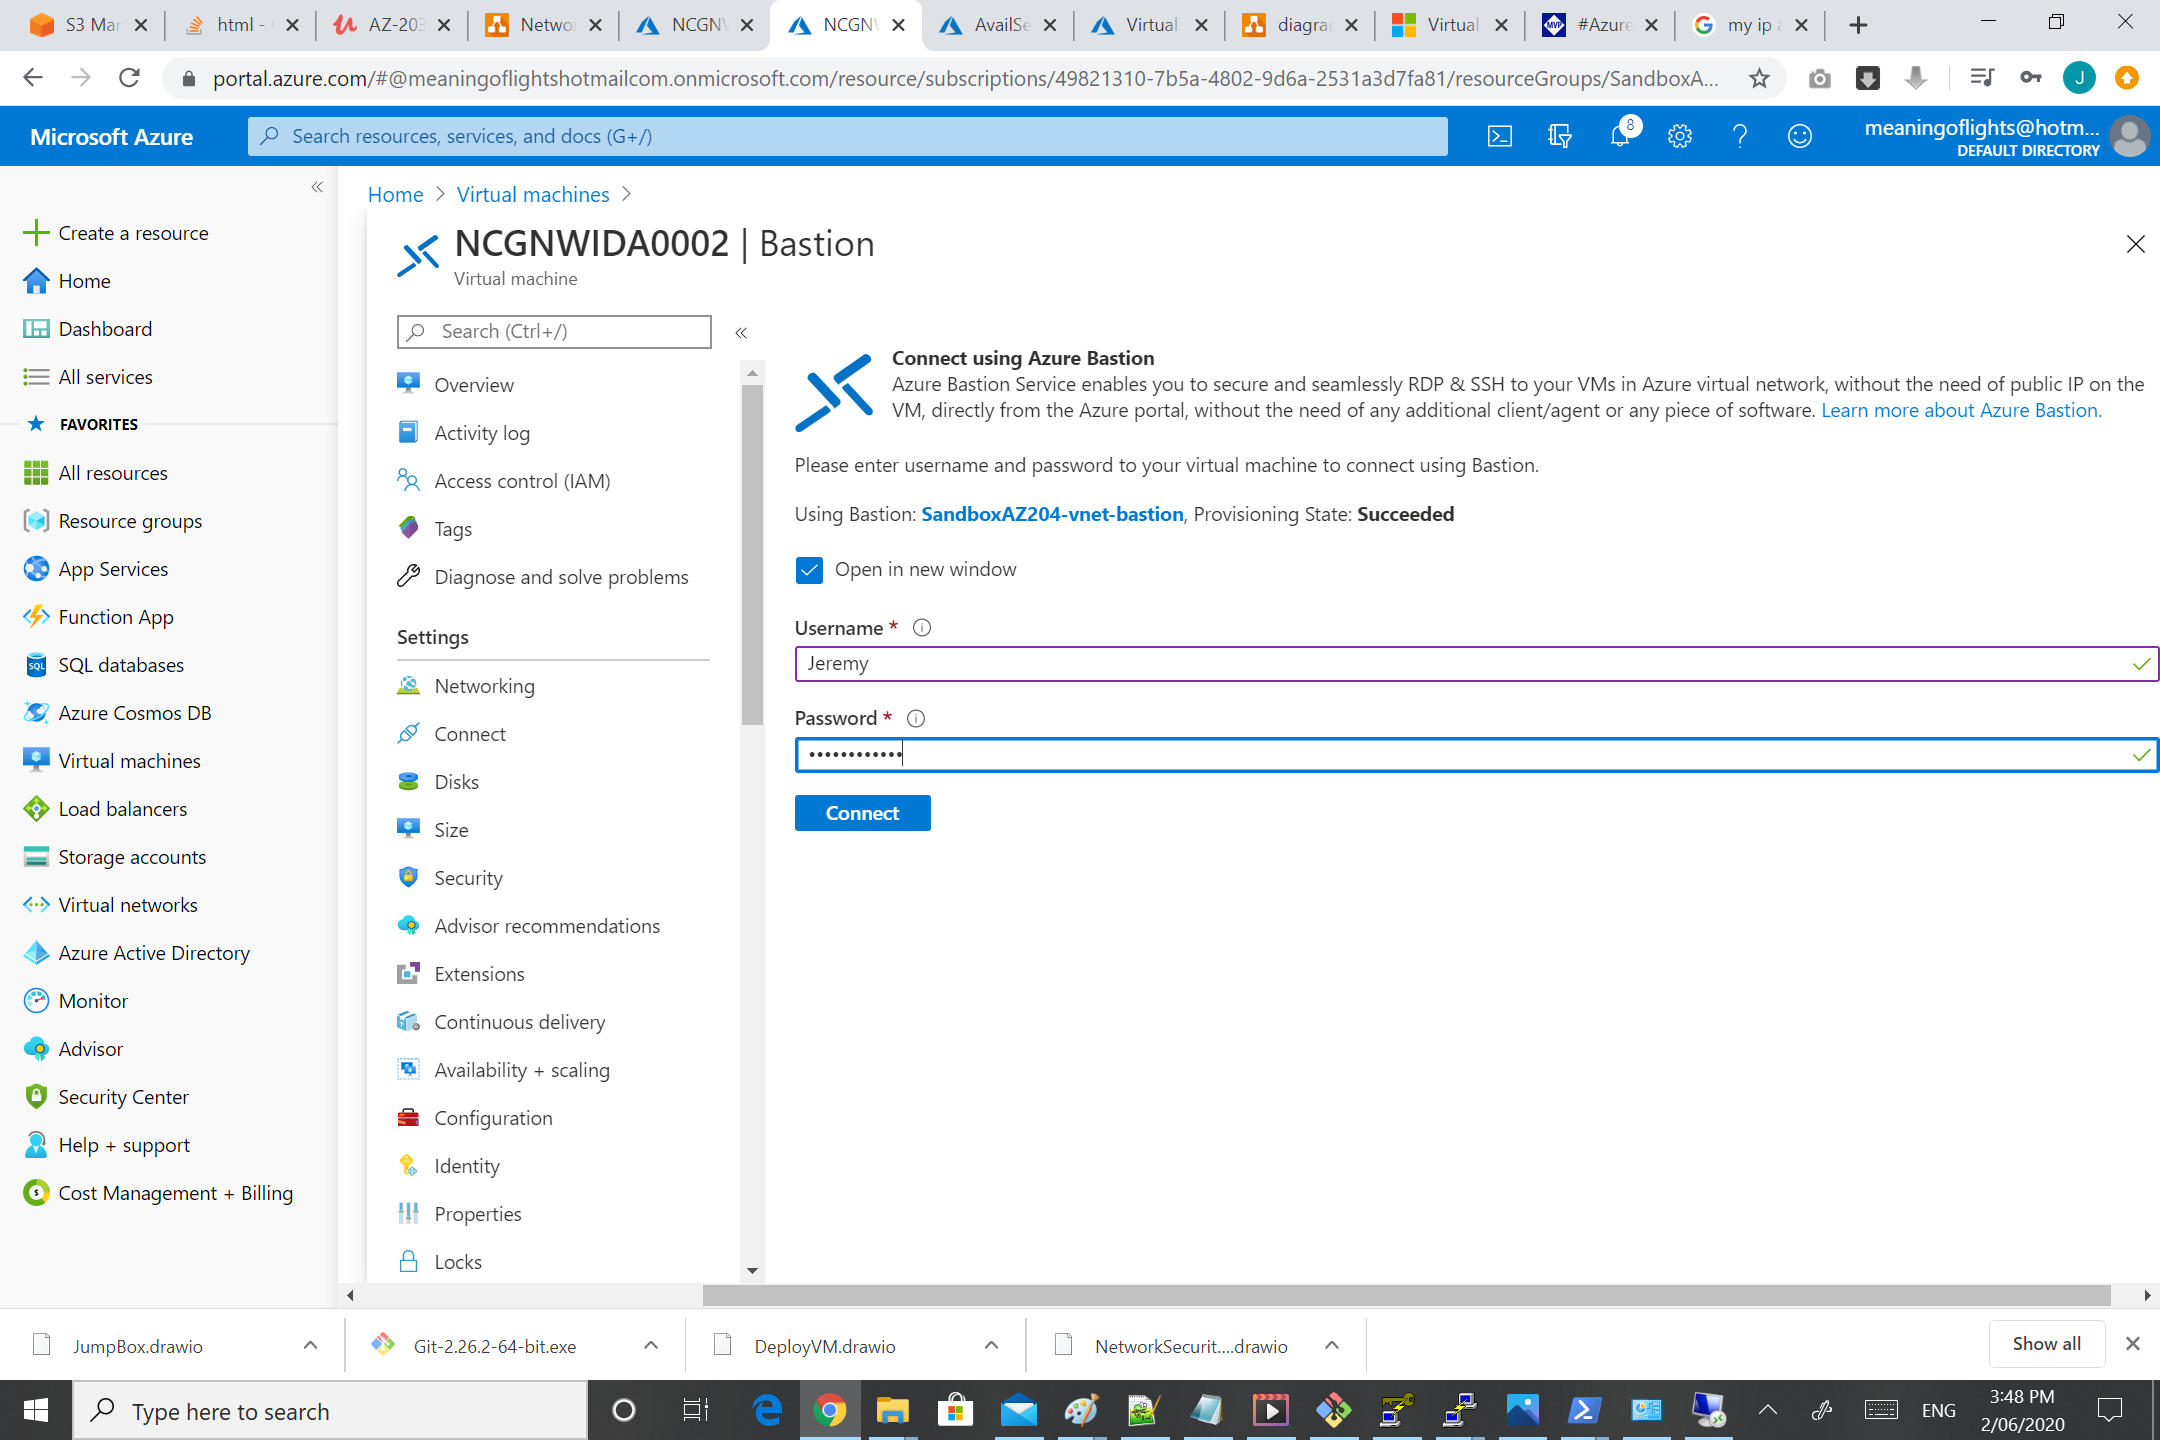 S3 Mar
html -
AZ-203
Netwo
NCGNV
NCGNV
AvailSe
Virtual
diagra
Virtual
#Azure
my ip a
portal.azure.com/#@meaningoflightshotmailcom.onmicrosoft.com/resource/subscriptions/49821310-7b5a-4802-9d6a-2531a3d7fa81/resourceGroups/SandboxA...
J
Microsoft Azure
Search resources, services, and docs (G+/)
8
meaningoflights@hotm...
DEFAULT DIRECTORY
Create a resource
Home
Dashboard
All services
FAVORITES
All resources
Resource groups
App Services
Function App
SQL databases
Azure Cosmos DB
Virtual machines
Load balancers
Storage accounts
Virtual networks
Azure Active Directory
Monitor
Advisor
Security Center
Help + support
Cost Management + Billing
Home > Virtual machines >
NCGNWIDA0002 | Bastion
Virtual machine
Search (Ctrl+/)
Overview
Activity log
Access control (IAM)
Tags
Diagnose and solve problems
Settings
Networking
Connect
Disks
Size
Security
Advisor recommendations
Extensions
Continuous delivery
Availability + scaling
Configuration
Identity
Properties
Locks
Connect using Azure Bastion
Azure Bastion Service enables you to secure and seamlessly RDP & SSH to your VMs in Azure virtual network, without the need of public IP on the
VM, directly from the Azure portal, without the need of any additional client/agent or any piece of software. Learn more about Azure Bastion.
Please enter username and password to your virtual machine to connect using Bastion.
Using Bastion: SandboxAZ204-vnet-bastion, Provisioning State: Succeeded
Open in new window
Username *
Jeremy
Password *
••••••••••••
Connect
JumpBox.drawio
Git-2.26.2-64-bit.exe
DeployVM.drawio
NetworkSecurit....drawio
Show all
Type here to search
ENG
3:48 PM
2/06/2020